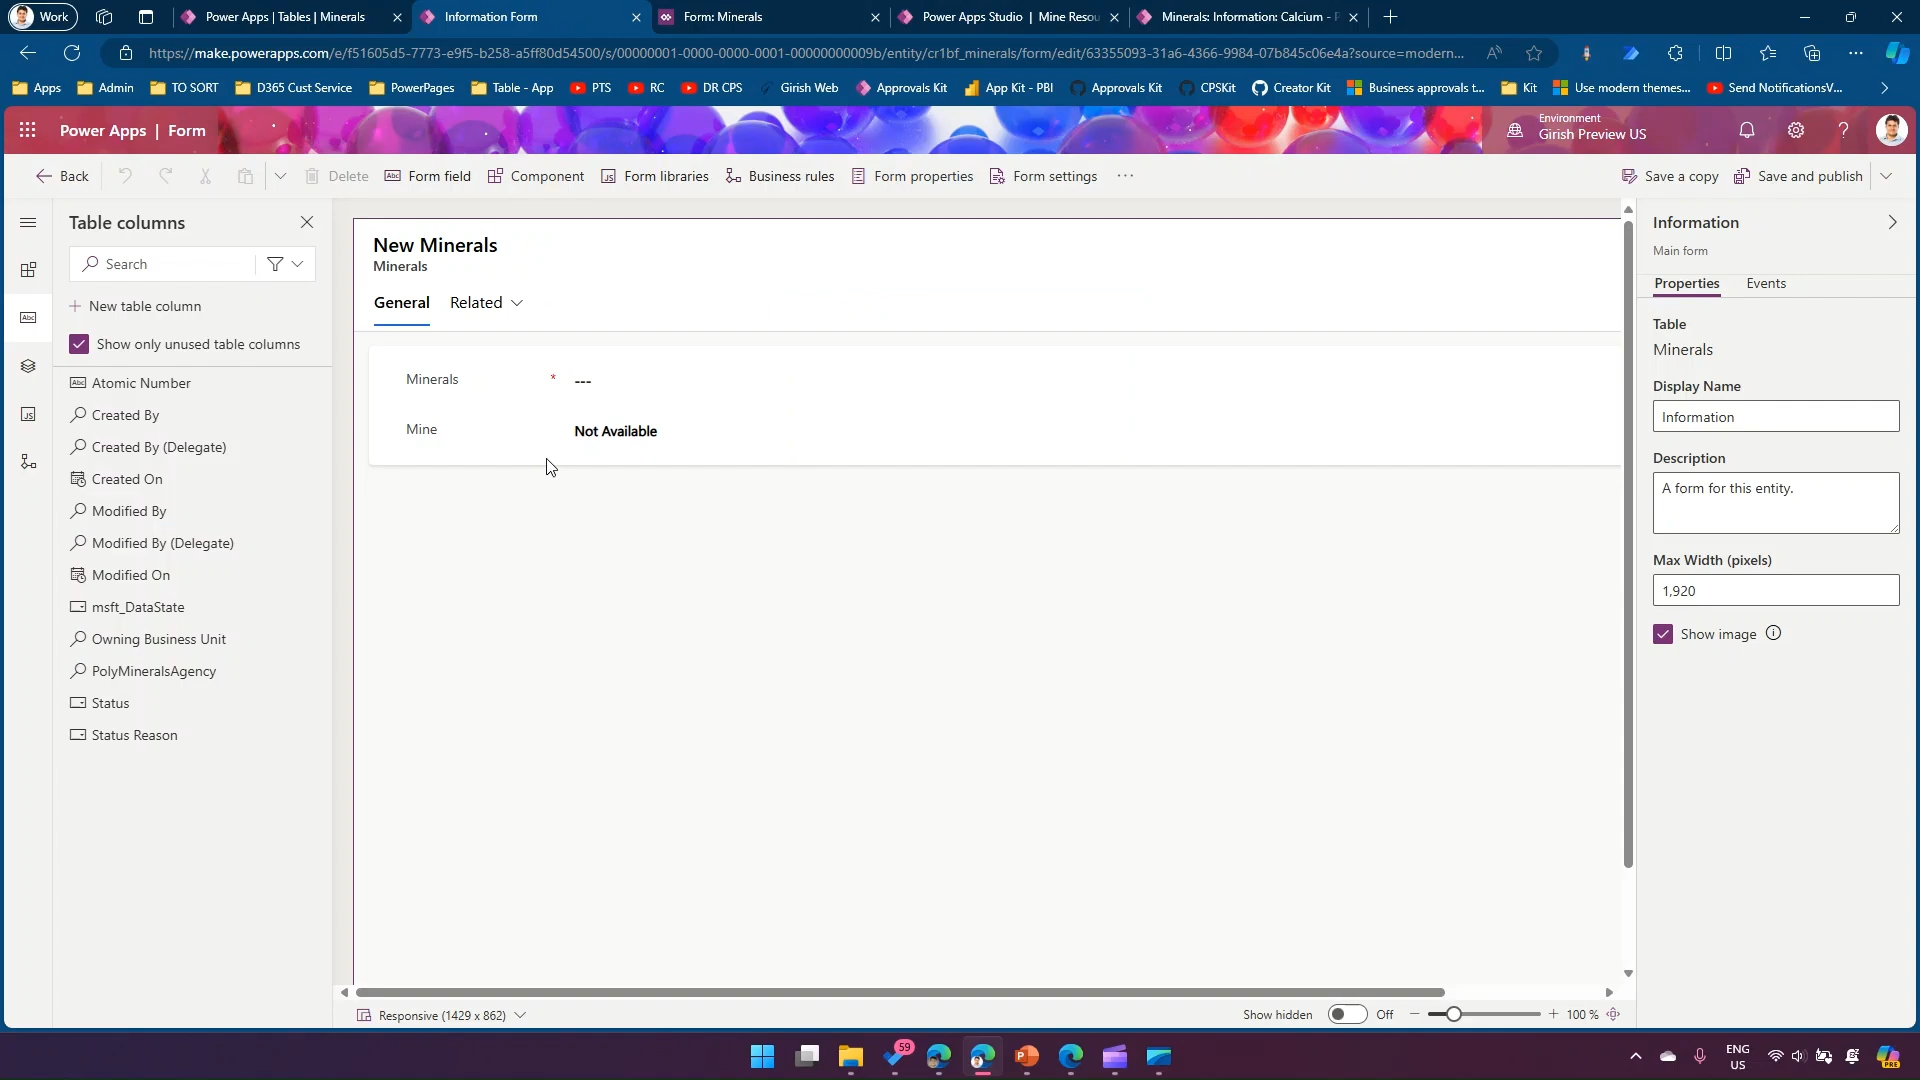 Work
Power Apps | Tables | Minerals
Information Form
Form: Minerals
Power Apps Studio | Mine Resou
Minerals: Information: Calcium - P
https://make.powerapps.com/e/f51605d5-7773-e9f5-b258-a5ff80d54500/s/00000001-0000-0000-0001-00000000009b/entity/cr1bf_minerals/form/edit/63355093-31a6-4366-9984-07b845c06e4a?source=modern...
Apps
Admin
TO SORT
D365 Cust Service
PowerPages
Table - App
PTS
RC
DR CPS
Girish Web
Approvals Kit
App Kit - PBI
Approvals Kit
CPSKit
Creator Kit
Business approvals t...
Kit
Use modern themes...
Send NotificationsV...
Power Apps | Form
Environment
Girish Preview US
Back
Delete
Form field
Component
Form libraries
Business rules
Form properties
Form settings
Save a copy
Save and publish
Table columns
Search
New table column
Show only unused table columns
Abc Atomic Number
Created By
Created By (Delegate)
Created On
Modified By
Modified By (Delegate)
Modified On
msft_DataState
Owning Business Unit
PolyMineralsAgency
Status
Status Reason
New Minerals
Minerals
General Related
Minerals * ---
Mine Not Available
Responsive (1429 x 862)
Show hidden Off
100 %
Information
Main form
Properties Events
Table
Minerals
Display Name
Information
Description
A form for this entity.
Max Width (pixels)
1,920
Show image
59
ENG
US